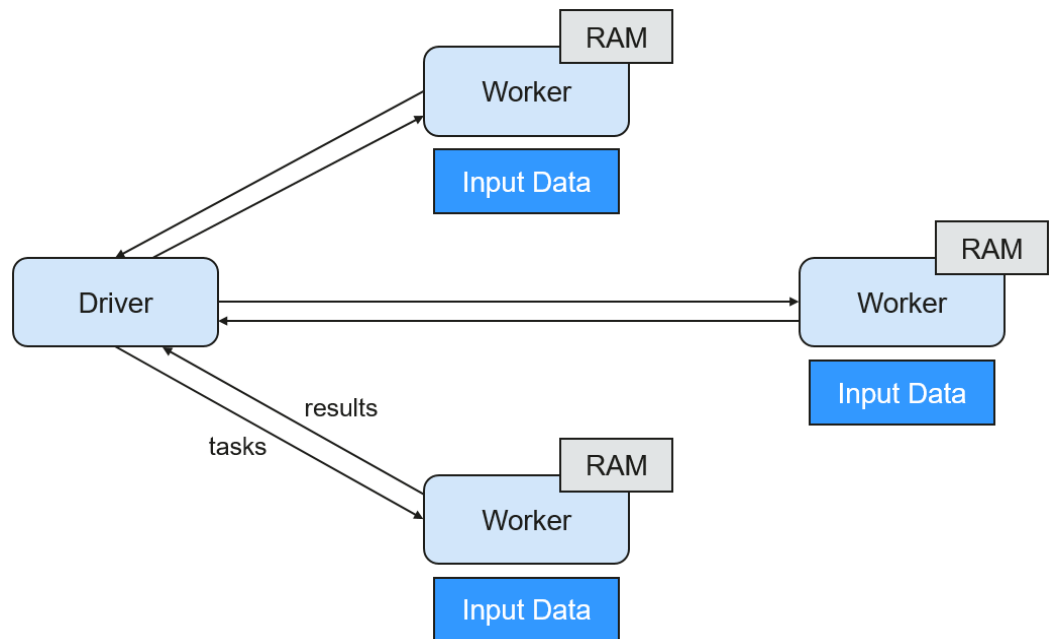 RAM
Worker
Input Data
RAM
Driver
Worker
Input Data
results
tasks
RAM
Worker
Input Data